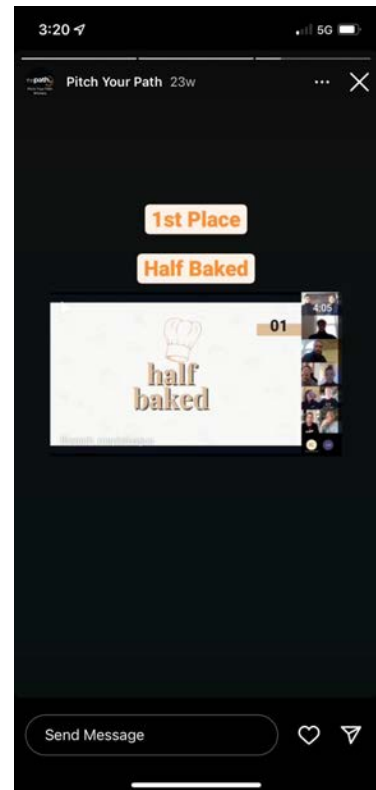 3:20
5G
Pitch Your Path 23w
1st Place
Half Baked
4:05
01
half
baked
Send Message